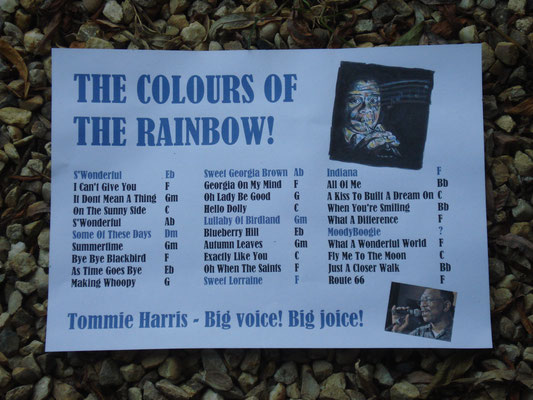 THE COLOURS OF
THE RAINBOW!
S'Wonderful Eb
I Can't Give You F
It Dont Mean A Thing Gm
On The Sunny Side C
S'Wonderful Ab
Some Of These Days Dm
Summertime Gm
Bye Bye Blackbird F
As Time Goes Bye Eb
Making Whoopy G
Sweet Georgia Brown Ab
Georgia On My Mind F
Oh Lady Be Good G
Hello Dolly C
Lullaby Of Birdland Gm
Blueberry Hill Eb
Autumn Leaves Gm
Exactly Like You C
Oh When The Saints F
Sweet Lorraine F
Indiana F
All Of Me Bb
A Kiss To Built A Dream On C
When You're Smiling Bb
What A Difference F
MoodyBoogie ?
What A Wonderful World F
Fly Me To The Moon C
Just A Closer Walk Bb
Route 66 F
Tommie Harris - Big voice! Big joice!